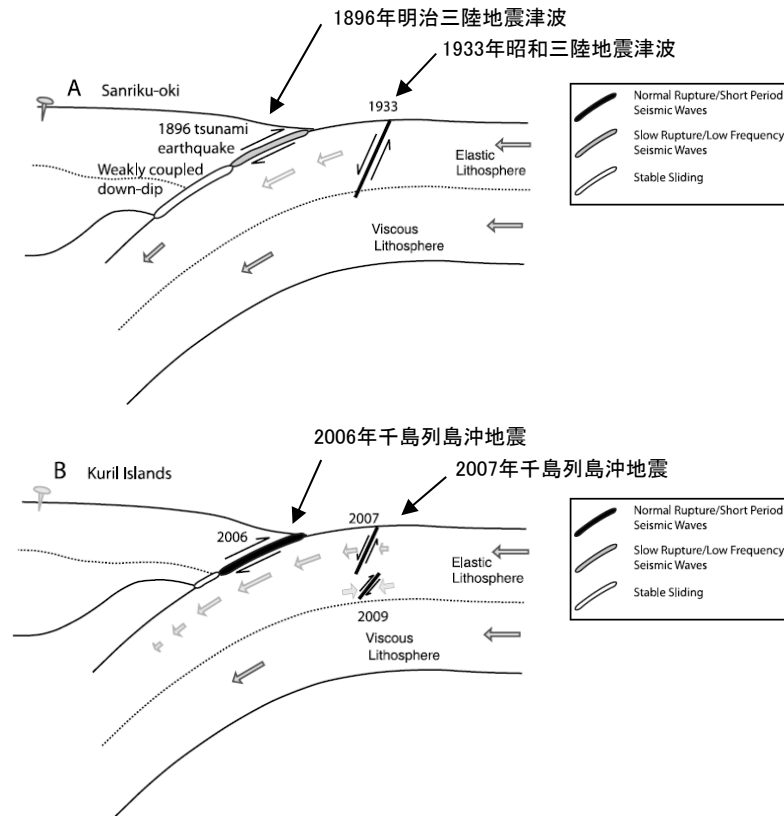 1896年明治三陸地震津波
1933年昭和三陸地震津波
A
Sanriku-oki
1933
1896 tsunami
earthquake
Weakly coupled
down-dip
Elastic
Lithosphere
Viscous
Lithosphere
Normal Rupture/Short Period
Seismic Waves
Slow Rupture/Low Frequency
Seismic Waves
Stable Sliding
2006年千島列島沖地震
2007年千島列島沖地震
B
Kuril Islands
2007
2006
Elastic
Lithosphere
2009
Viscous
Lithosphere
Normal Rupture/Short Period
Seismic Waves
Slow Rupture/Low Frequency
Seismic Waves
Stable Sliding